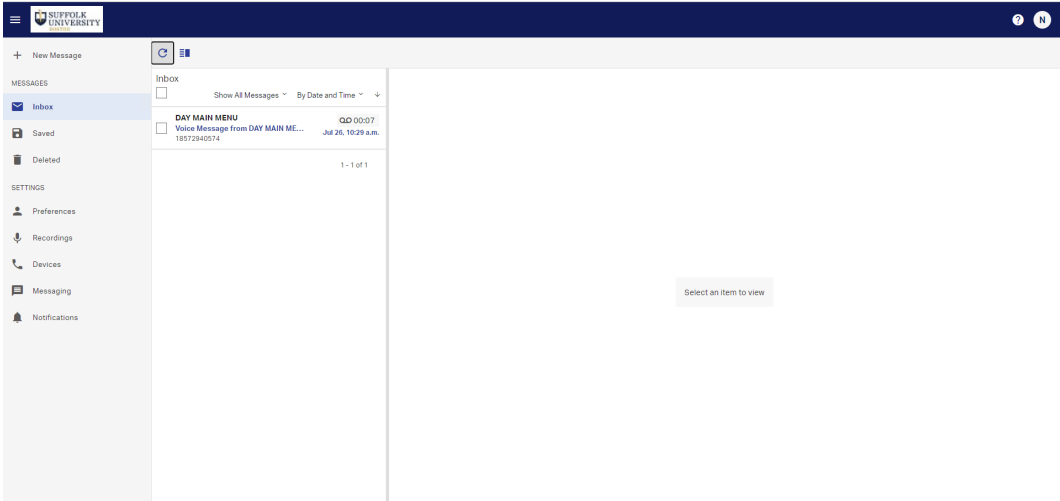 SUFFOLK
UNIVERSITY
N
New Message
MESSAGES
Inbox
Saved
Deleted
SETTINGS
Preferences
Recordings
Devices
Messaging
Notifications
Inbox
Show All Messages
By Date and Time
DAY MAIN MENU
00:07
Voice Message from DAY MAIN ME...
Jul 26, 10:29 a.m.
18572940574
1 - 1 of 1
Select an item to view